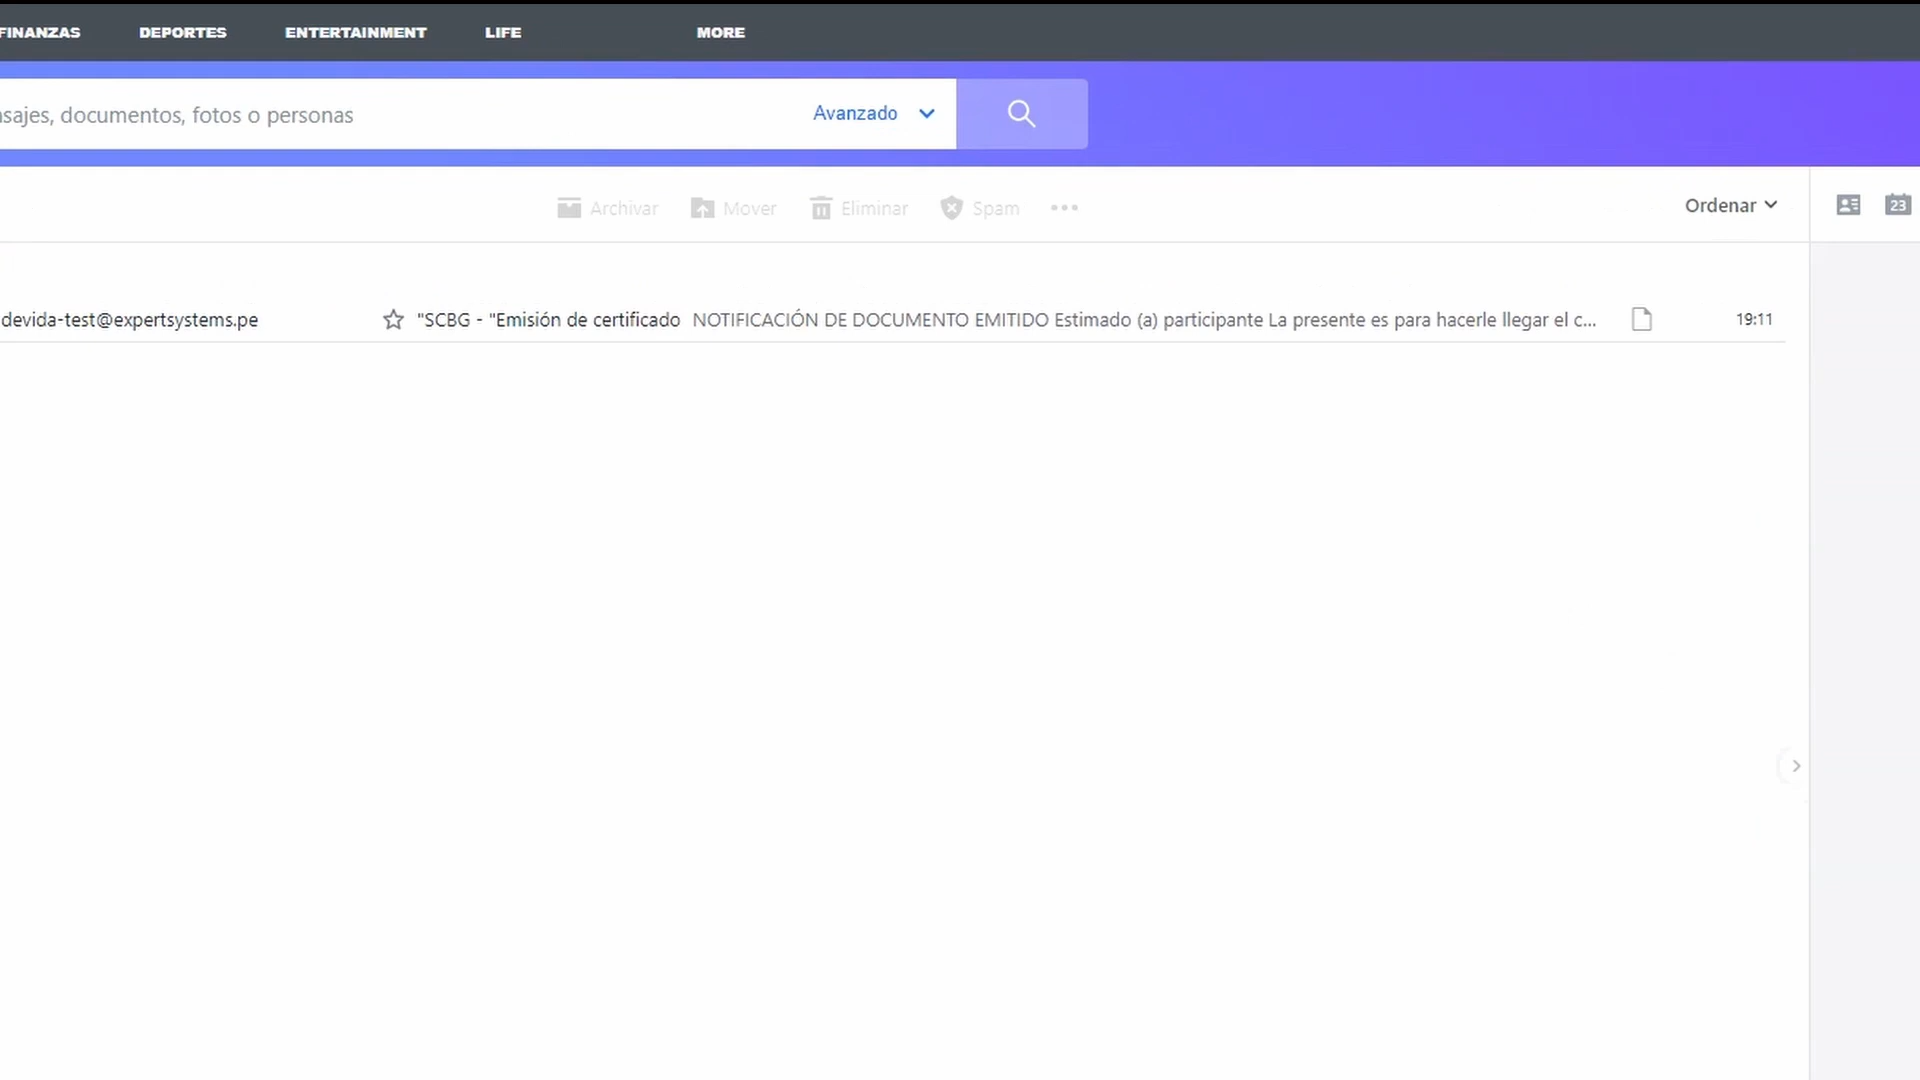 FINANZAS DEPORTES ENTERTAINMENT LIFE MORE
documentos, fotos o personas Avanzado
Archivar Mover Eliminar Spam Ordenar 23
devida-test@expertsystems.pe "SCBG - "Emisión de certificado NOTIFICACIÓN DE DOCUMENTO EMITIDO Estimado (a) participante La presente es para hacerle llegar el c... 19:11